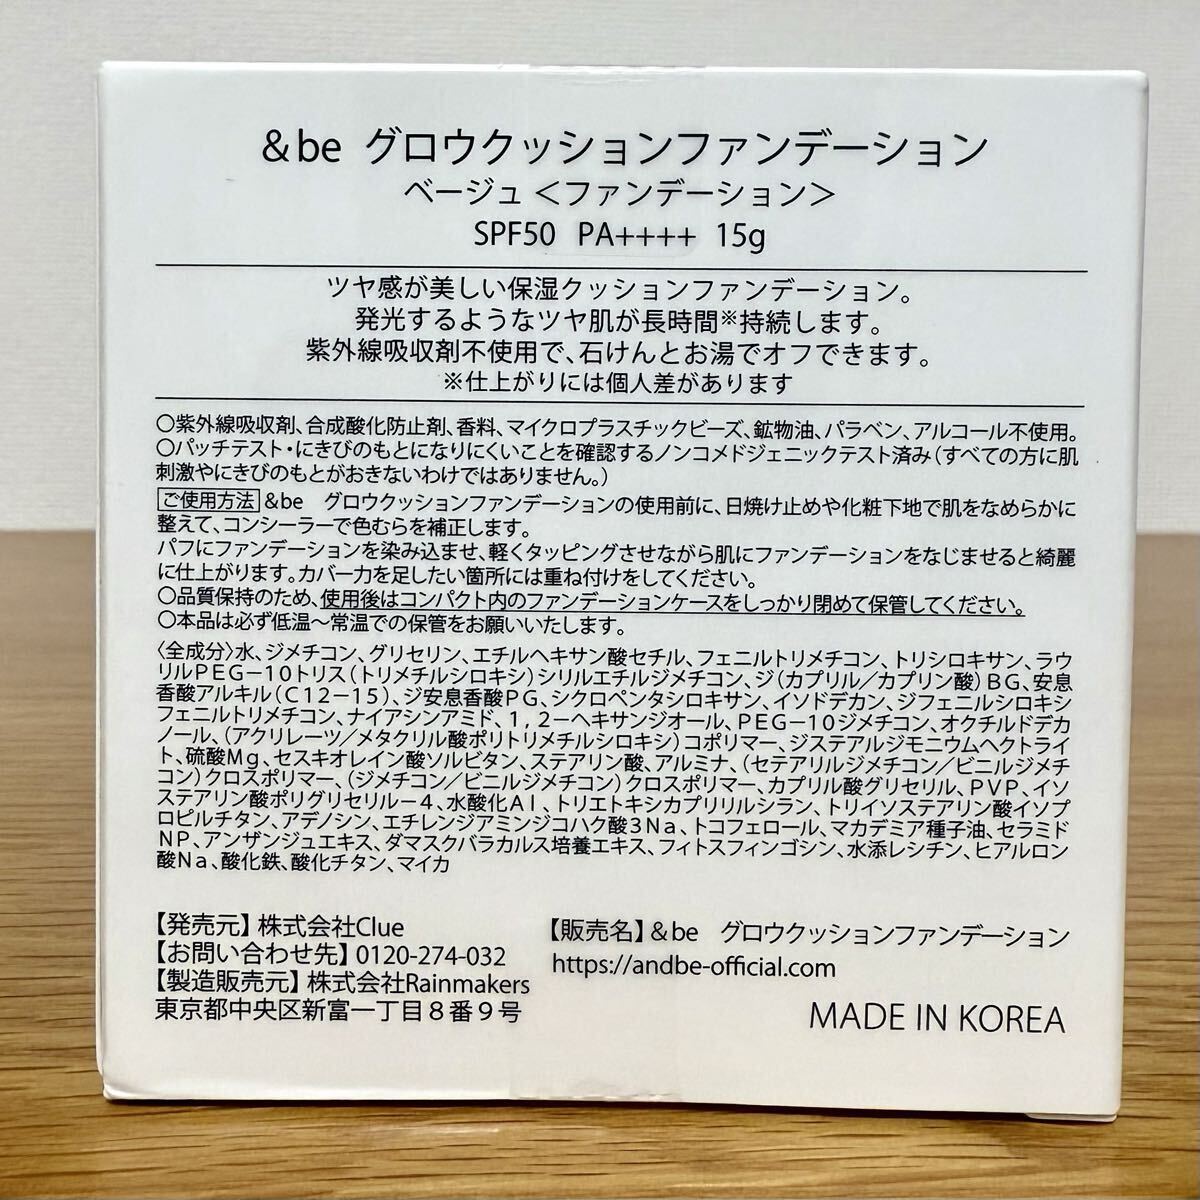 &be グロウクッションファンデーション
ベージュ＜ファンデーション＞
SPF50 PA++++ 15g
ツヤ感が美しい保湿クッションファンデーション。
発光するようなツヤ肌が長時間※持続します。
紫外線吸収剤不使用で、石けんとお湯でオフできます。
※仕上がりには個人差があります
○紫外線吸収剤、合成酸化防止剤、香料、マイクロプラスチックビーズ、鉱物油、パラベン、アルコール不使用。
○パッチテスト・にきびのもとになりにくいことを確認するノンコメドジェニックテスト済み（すべての方に肌
刺激やにきびのもとがおきないわけではありません。）
ご使用方法 &be グロウクッションファンデーションの使用前に、日焼け止めや化粧下地で肌をなめらかに
整えて、コンシーラーで色むらを補正します。
パフにファンデーションを染み込ませ、軽くタッピングさせながら肌にファンデーションをなじませると綺麗
に仕上がります。カバー力を足したい箇所には重ね付けをしてください。
○品質保持のため、使用後はコンパクト内のファンデーションケースをしっかり閉めて保管してください。
○本品は必ず低温～常温での保管をお願いいたします。
〈全成分〉水、ジメチコン、グリセリン、エチルヘキサン酸セチル、フェニルトリメチコン、トリシロキサン、ラウ
リルＰＥＧ－１０トリス（トリメチルシロキシ）シリルエチルジメチコン、ジ（カプリル／カプリン酸）ＢＧ、安息
香酸アルキル（Ｃ１２－１５）、ジ安息香酸ＰＧ、シクロペンタシロキサン、イソドデカン、ジフェニルシロキシ
フェニルトリメチコン、ナイアシンアミド、１，２－ヘキサンジオール、ＰＥＧ－１０ジメチコン、オクチルドデカ
ノール、（アクリレーツ／メタクリル酸ポリトリメチルシロキシ）コポリマー、ジステアルジモニウムヘクトライ
ト、硫酸Ｍｇ、セスキオレイン酸ソルビタン、ステアリン酸、アルミナ、（セテアリルジメチコン／ビニルジメチ
コン）クロスポリマー、（ジメチコン／ビニルジメチコン）クロスポリマー、カプリル酸グリセリル、ＰＶＰ、イソ
ステアリン酸ポリグリセリル－４、水酸化Ａｌ、トリエトキシカプリリルシラン、トリイソステアリン酸イソプ
ロピルチタン、アデノシン、エチレンジアミンジコハク酸３Ｎａ、トコフェロール、マカデミア種子油、セラミド
ＮＰ、アンザンジュエキス、ダマスクバラカルス培養エキス、フィトスフィンゴシン、水添レシチン、ヒアルロン
酸Ｎａ、酸化鉄、酸化チタン、マイカ
【発売元】株式会社Clue
【お問い合わせ先】0120-274-032
【製造販売元】株式会社Rainmakers
東京都中央区新富一丁目８番９号
【販売名】&be グロウクッションファンデーション
https://andbe-official.com
MADE IN KOREA